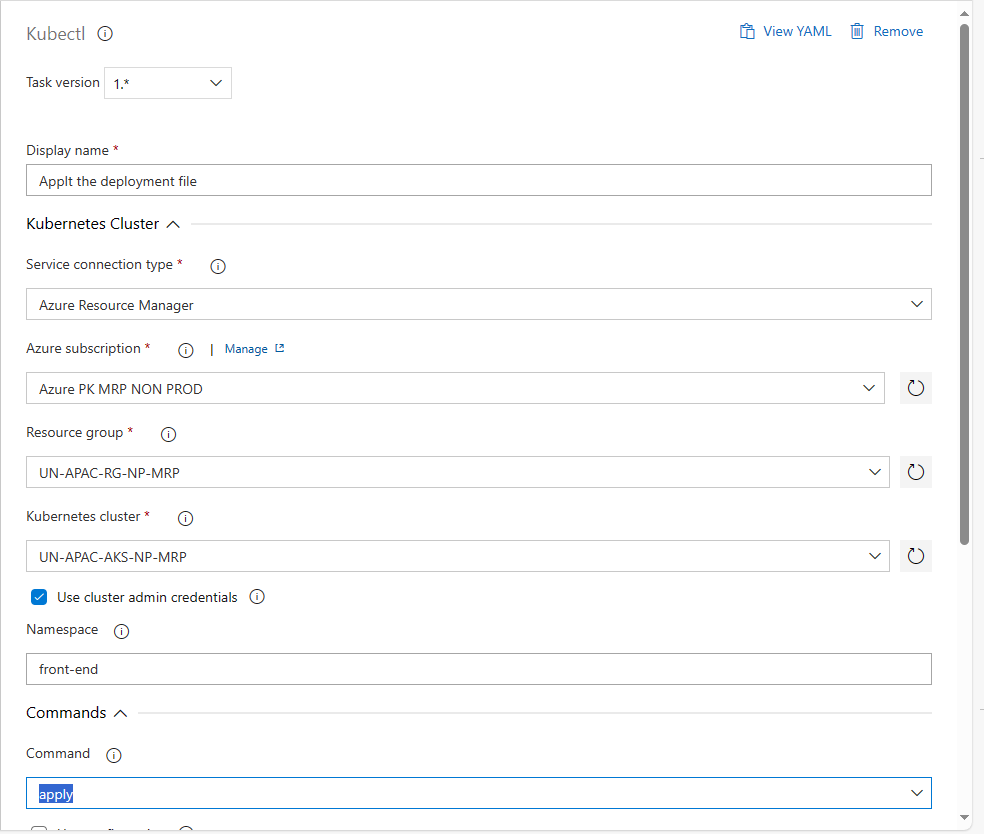 Kubectl
View YAML
Remove
Task version
1.*
Display name *
Applt the deployment file
Kubernetes Cluster
Service connection type *
Azure Resource Manager
Azure subscription *
| Manage
Azure PK MRP NON PROD
Resource group *
UN-APAC-RG-NP-MRP
Kubernetes cluster *
UN-APAC-AKS-NP-MRP
Use cluster admin credentials
Namespace
front-end
Commands
Command
apply